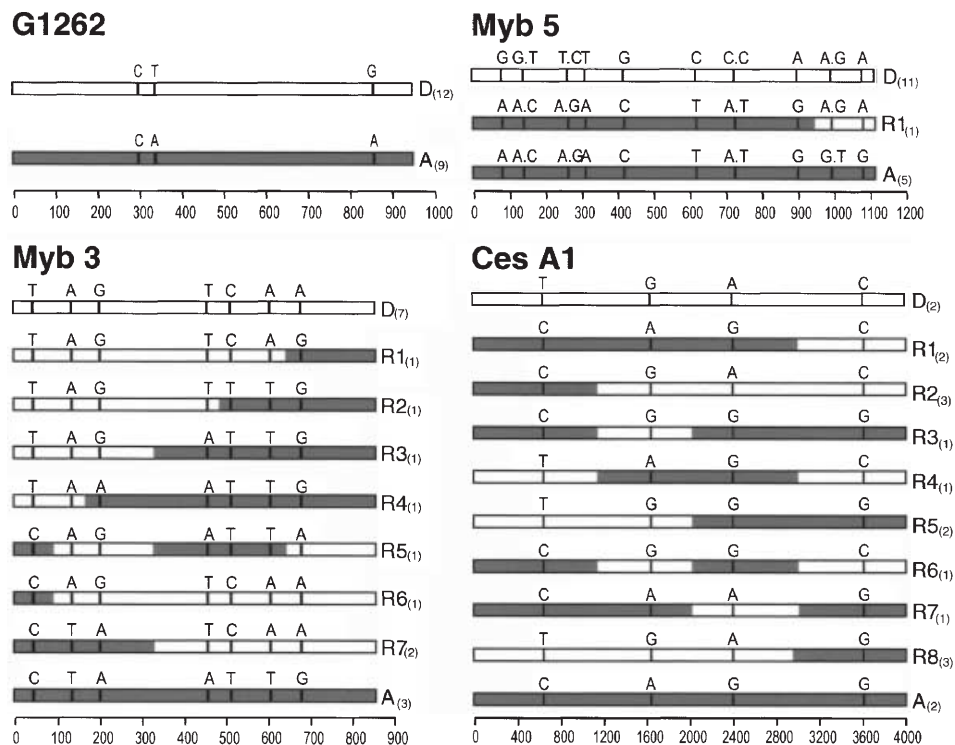 G1262
C T G
D(12)
C A A
A(9)
0 100 200 300 400 500 600 700 800 900 1000
Myb 5
G G.T T.CT G C C.C A A.G A
D(11)
A A.C A.GA C T A.T G A.G A
R1(1)
A A.C A.GA C T A.T G G.T G
A(5)
0 100 200 300 400 500 600 700 800 900 1000 1100 1200
Myb 3
T A G T C A A
D(7)
T A G T C A G
R1(1)
T A G T T T G
R2(1)
T A G A T T G
R3(1)
T A A A T T G
R4(1)
C A G A T T A
R5(1)
C A G T C A A
R6(1)
C T A T C A A
R7(2)
C T A A T T G
A(3)
0 100 200 300 400 500 600 700 800 900
Ces A1
T G A C
D(2)
C A G C
R1(2)
C G A C
R2(3)
C G G G
R3(1)
T A G C
R4(1)
T G G G
R5(2)
C G G C
R6(1)
C A A G
R7(1)
T G A G
R8(3)
C A G G
A(2)
0 400 800 1200 1600 2000 2400 2800 3200 3600 4000